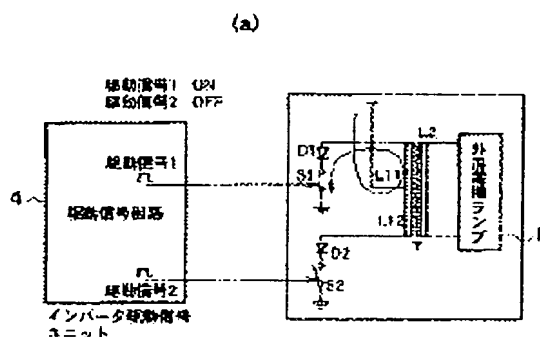 (a)
駆動信号1 ON
駆動信号2 OFF
駆動信号1
駆動信号回路
駆動信号2
インバータ駆動信号
ユニット
4
D1
S1
L11
L12
L2
T
D2
S2
外部電極ランプ
1